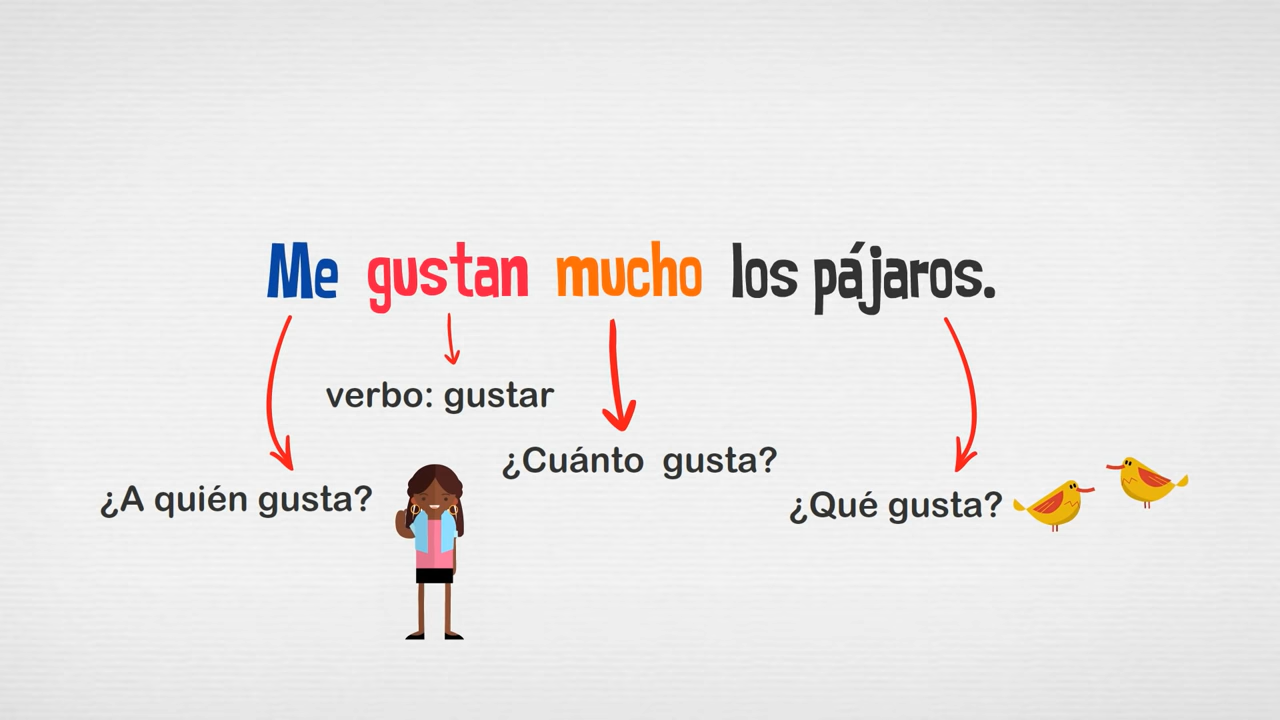 Me gustan mucho los pájaros.
verbo: gustar
¿Cuánto gusta?
¿A quién gusta?
¿Qué gusta?